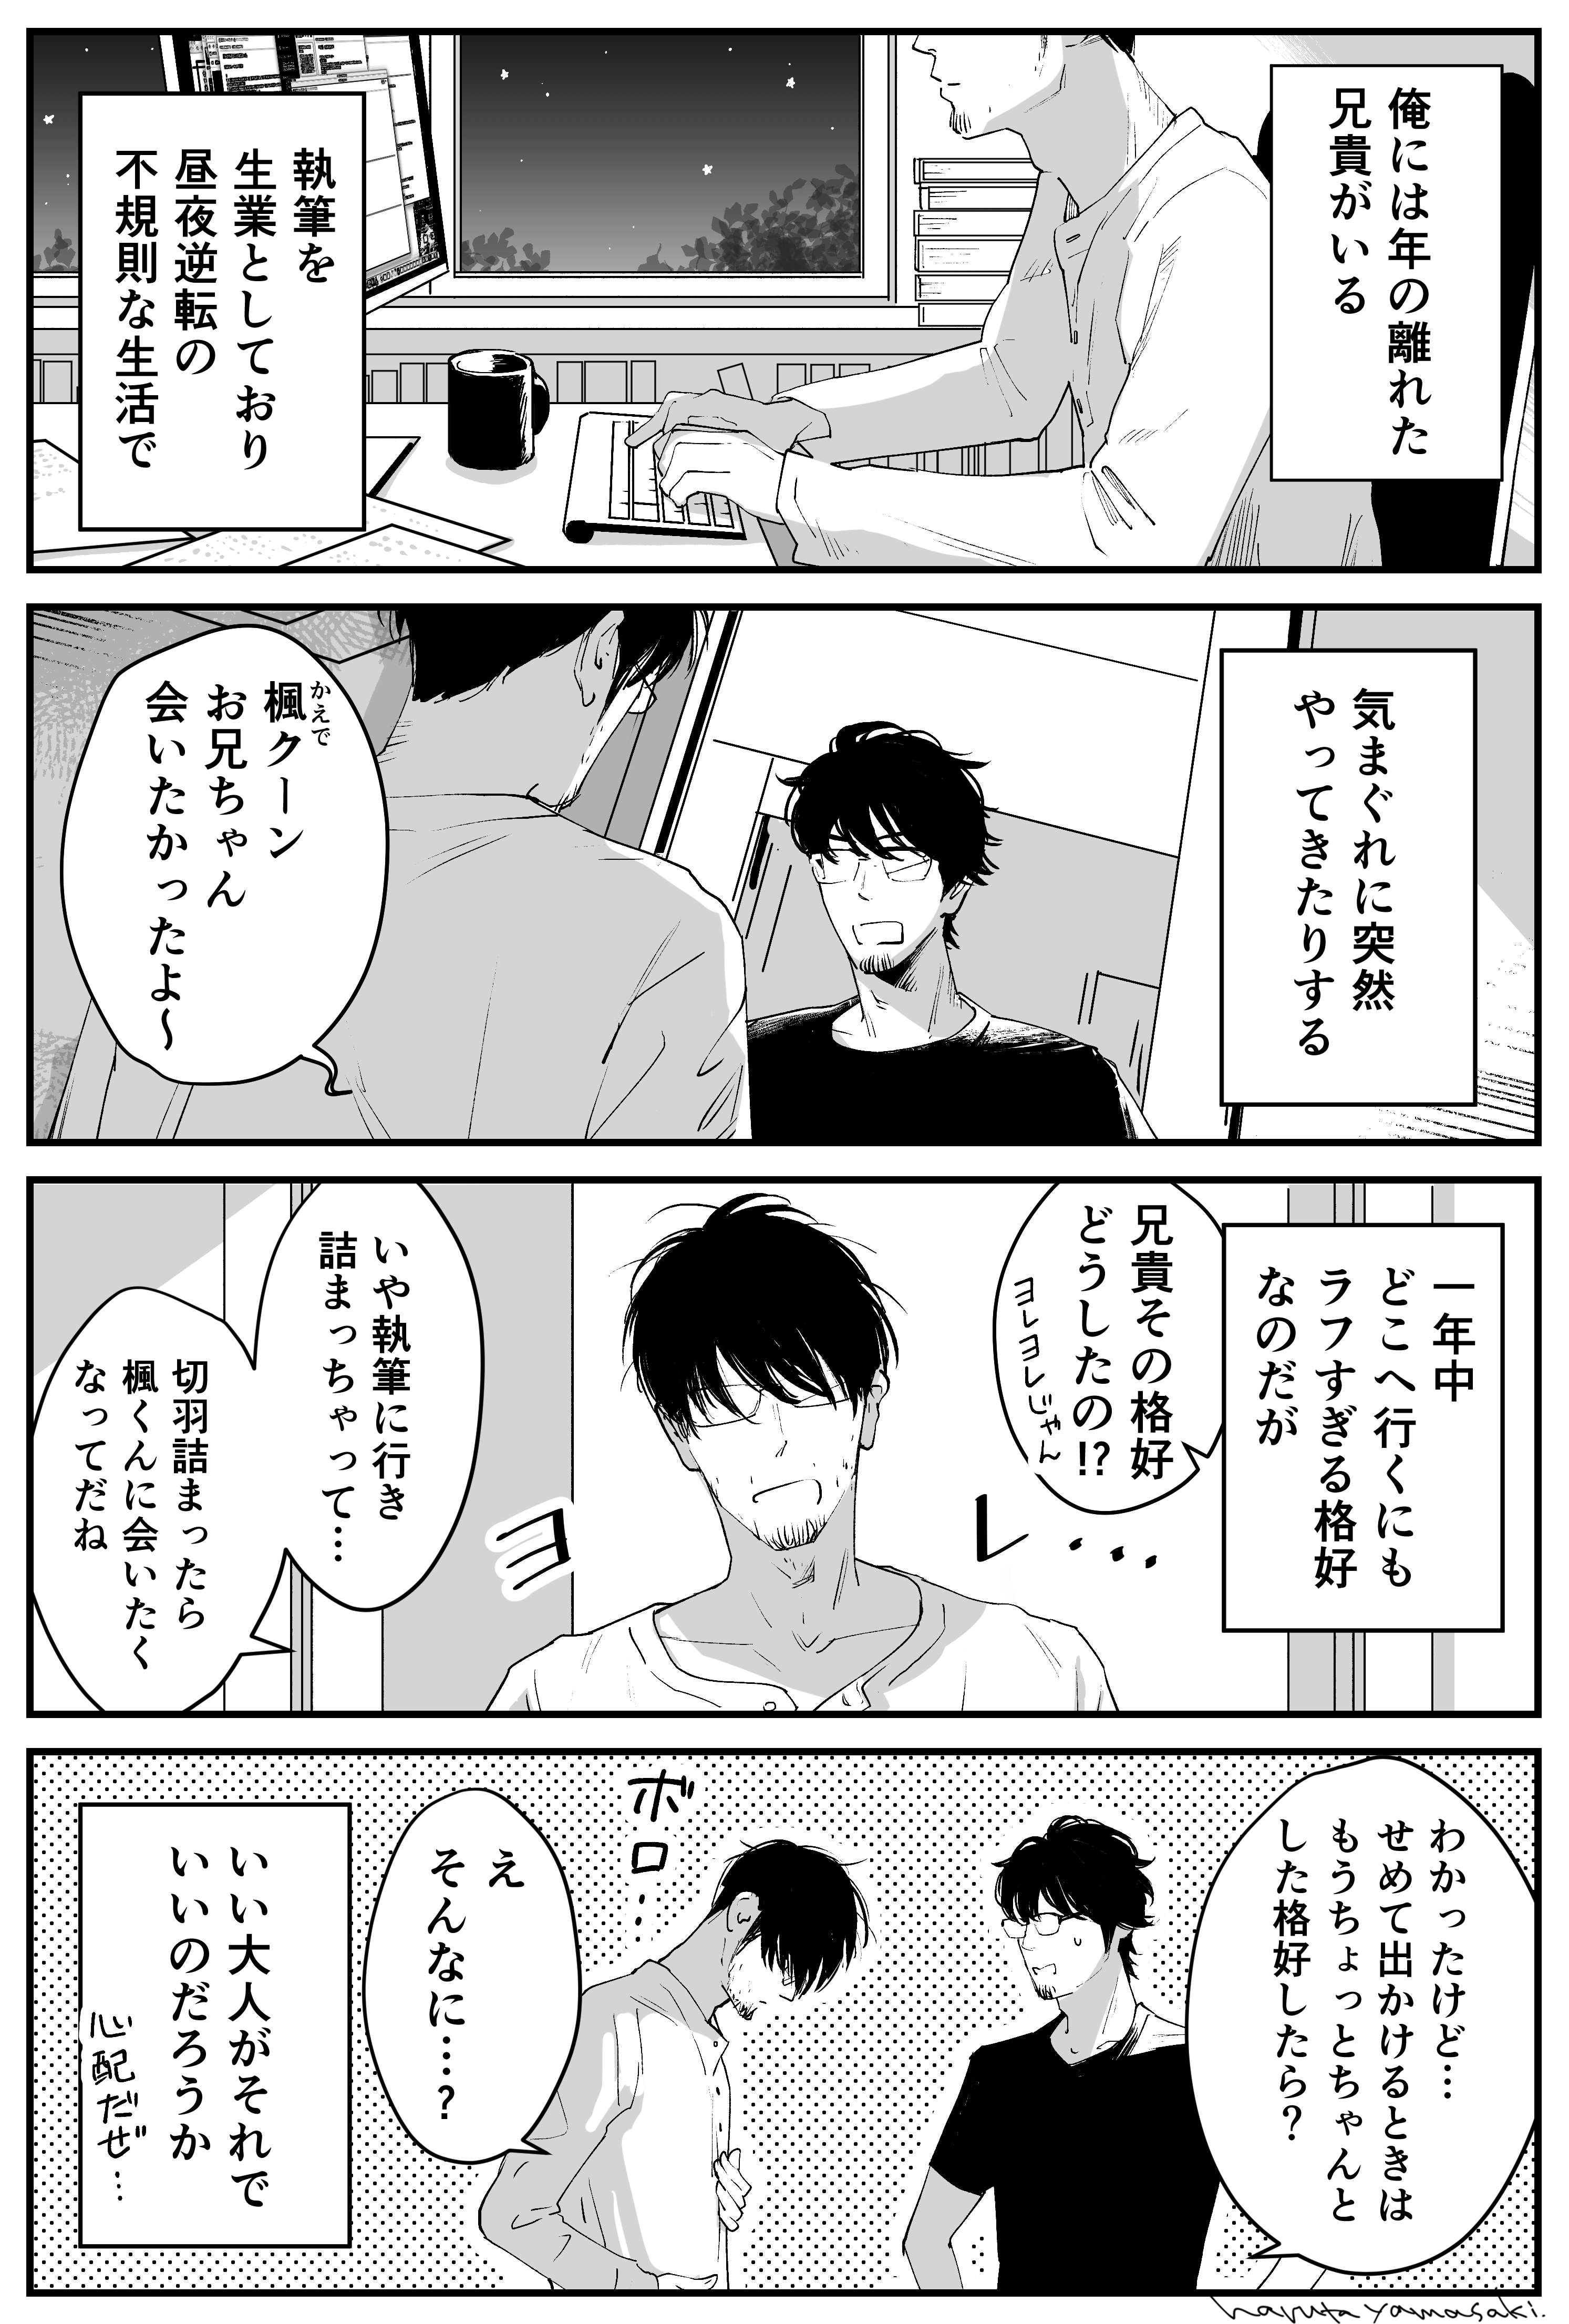 俺には年の離れた
兄貴がいる
執筆を
生業としており
昼夜逆転の
不規則な生活で
気まぐれに突然
やってきたりする
楓クーン
かえで
お兄ちゃん
会いたかったよ〜
一年中
どこへ行くにも
ラフすぎる格好
なのだが
兄貴その格好
どうしたの!?
ヨレヨレじゃん
ヨレ…
いや執筆に行き
詰まっちゃって…
切羽詰まったら
楓くんに会いたく
なってだね
わかったけど…
せめて出かけるときは
もうちょっとちゃんと
した格好したら？
ボロ…
え
そんなに…？
いい大人がそれで
いいのだろうか
心配だぜ…
haruta yamasaki.